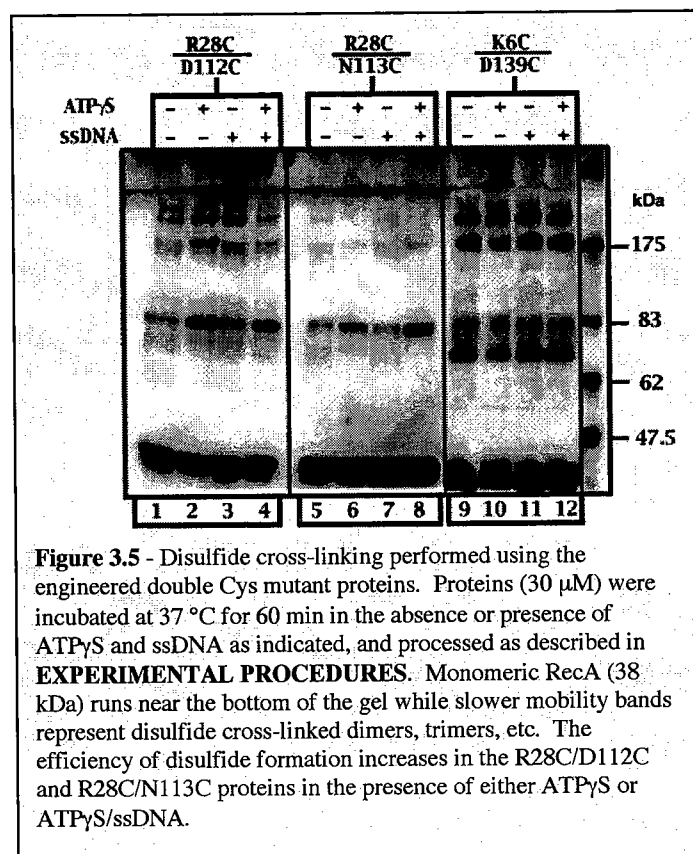 R28C R28C K6C
D112C N113C D139C
ATPγS - + - + - + - + - + - +
ssDNA - - + + - - + + - - + +
kDa
175
83
62
47.5
1 2 3 4 5 6 7 8 9 10 11 12
Figure 3.5 - Disulfide cross-linking performed using the
engineered double Cys mutant proteins. Proteins (30 μM) were
incubated at 37 °C for 60 min in the absence or presence of
ATPγS and ssDNA as indicated, and processed as described in
EXPERIMENTAL PROCEDURES. Monomeric RecA (38
kDa) runs near the bottom of the gel while slower mobility bands
represent disulfide cross-linked dimers, trimers, etc. The
efficiency of disulfide formation increases in the R28C/D112C
and R28C/N113C proteins in the presence of either ATPγS or
ATPγS/ssDNA.